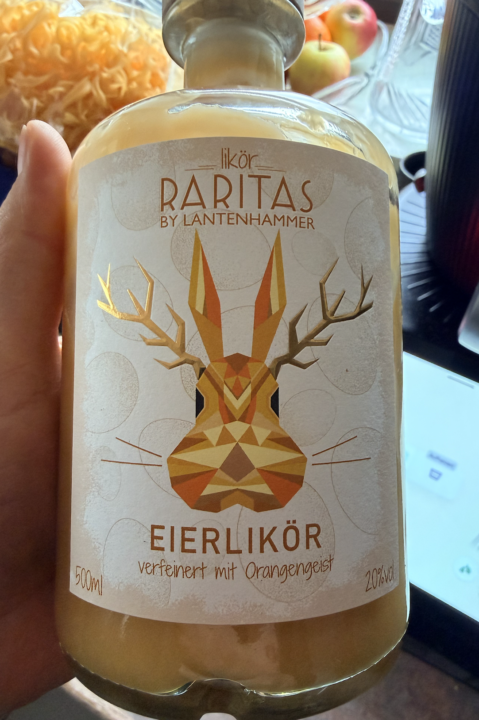 likör
RARITAS
BY LANTENHAMMER
EIERLIKÖR
verfeinert mit Orangengeist
500ml
20%vol